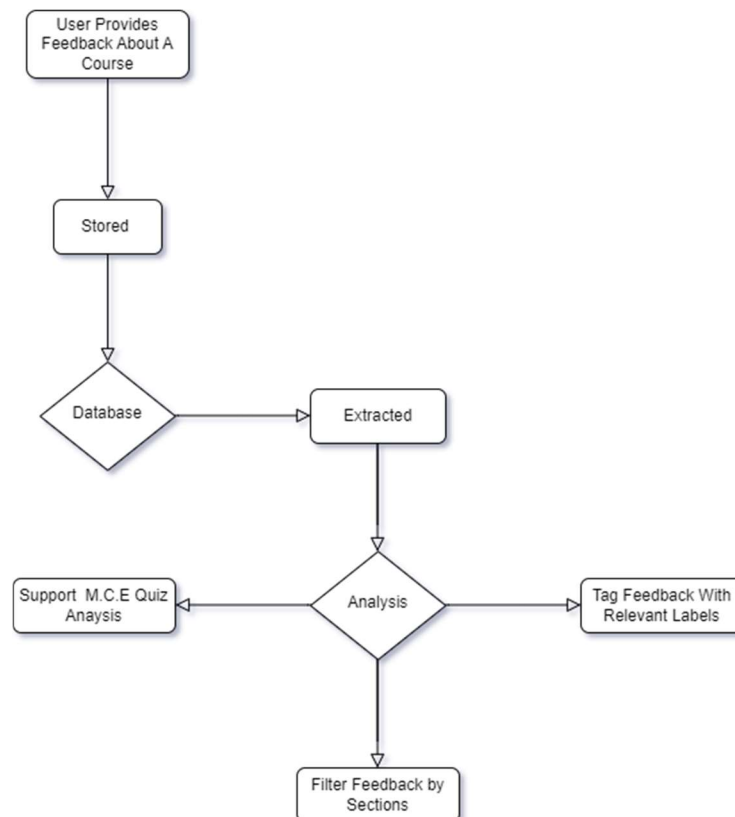 User Provides
Feedback About A
Course
Stored
Database
Extracted
Support M.C.E Quiz
Anaysis
Analysis
Tag Feedback With
Relevant Labels
Filter Feedback by
Sections